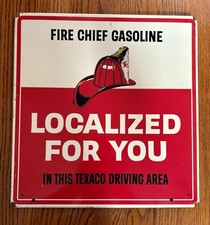 FIRE CHIEF GASOLINE
LOCALIZED
FOR YOU
IN THIS TEXACO DRIVING AREA